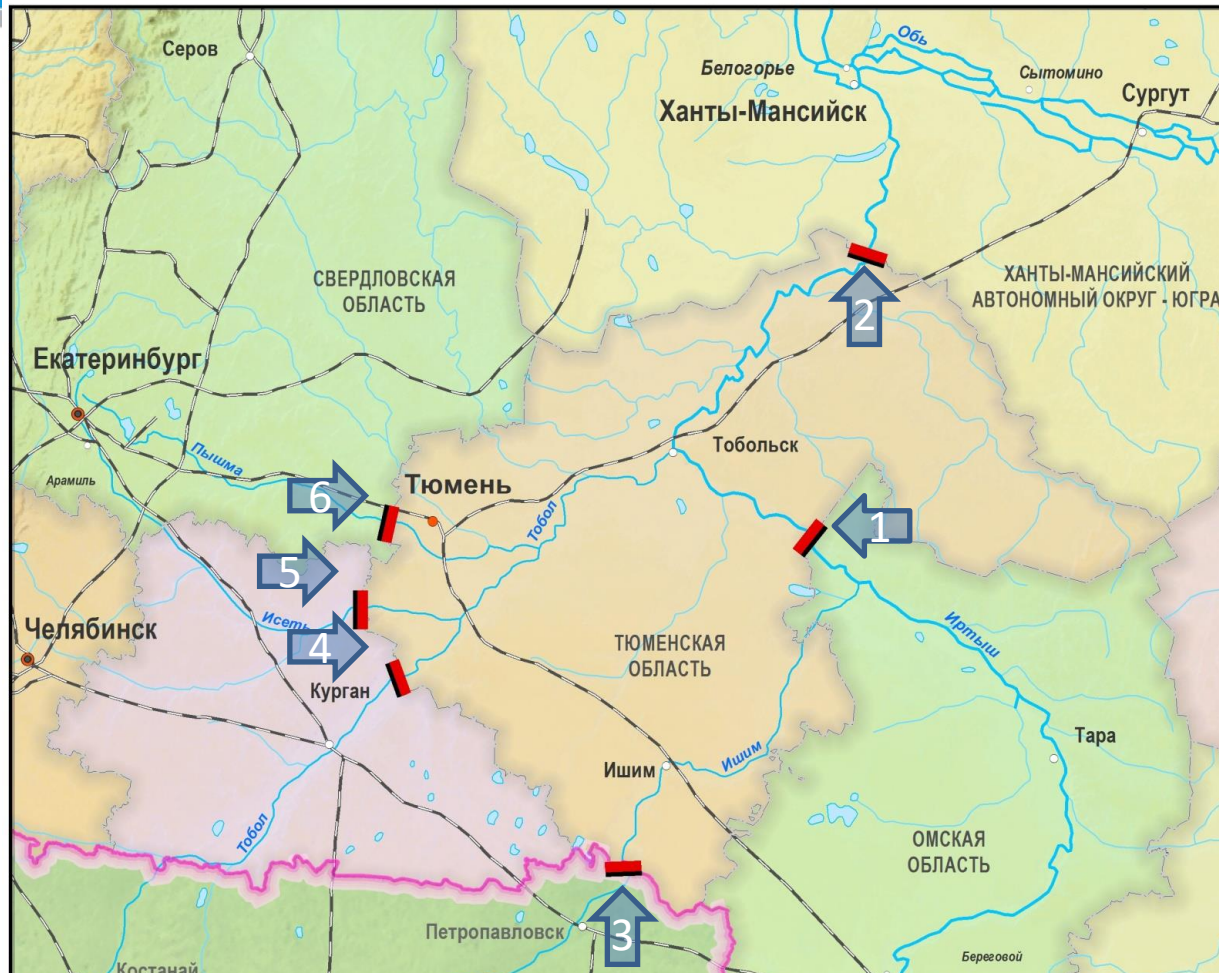 Серов
Обь
Белогорье
Сытомино
Сургут
Ханты-Мансийск
СВЕРДЛОВСКАЯ
ОБЛАСТЬ
ХАНТЫ-МАНСИЙСКИЙ
АВТОНОМНЫЙ ОКРУГ - ЮГРА
2
Екатеринбург
Тобольск
Пышма
Арамиль
6
Тюмень
Тобол
1
5
Исеть
Челябинск
4
Иртыш
ТЮМЕНСКАЯ
ОБЛАСТЬ
Курган
Тара
Ишим
Ишим
Тобол
ОМСКАЯ
ОБЛАСТЬ
Петропавловск
3
Береговой
Костанай